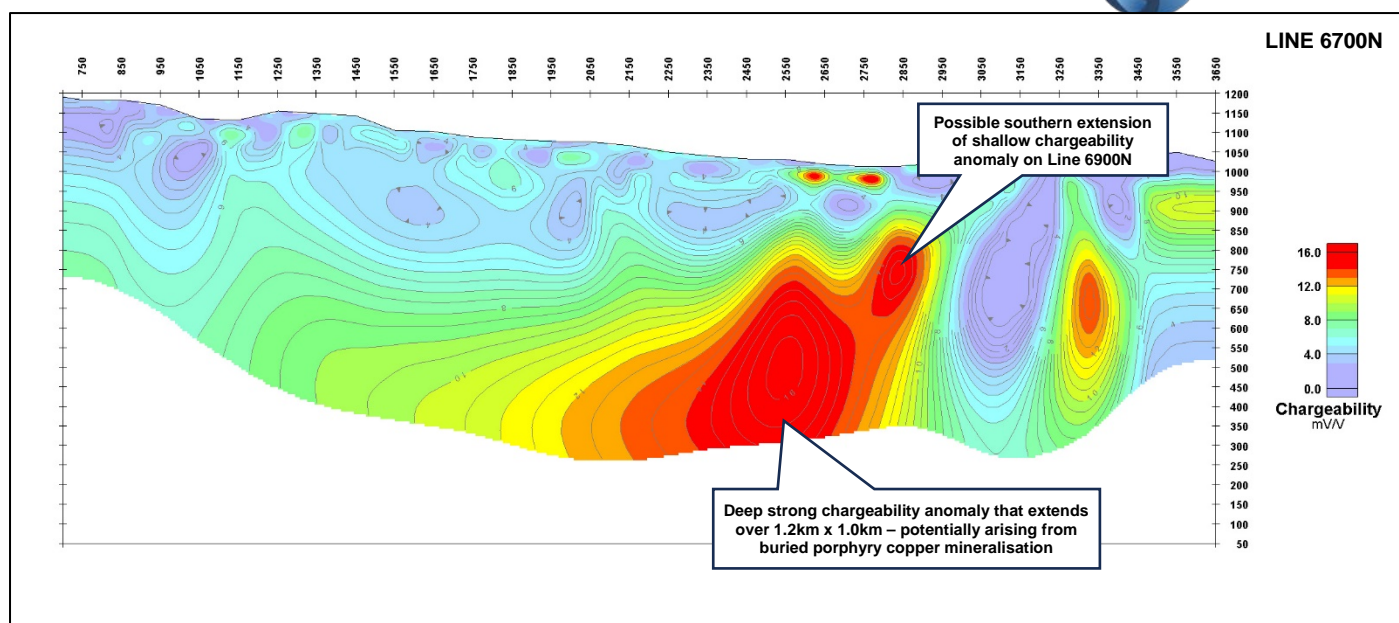 LINE 6700N
750 850 950 1050 1150 1250 1350 1450 1550 1650 1750 1850 1950 2050 2150 2250 2350 2450 2550 2650 2750 2850 2950 3050 3150 3250 3350 3450 3550 3650
1200
1150
1100
1050
1000
950
900
850
800
750
700
650
600
550
500
450
400
350
300
250
200
150
100
50
Possible southern extension
of shallow chargeability
anomaly on Line 6900N
16.0
12.0
8.0
4.0
0.0
Chargeability
mV/V
Deep strong chargeability anomaly that extends
over 1.2km x 1.0km – potentially arising from
buried porphyry copper mineralisation